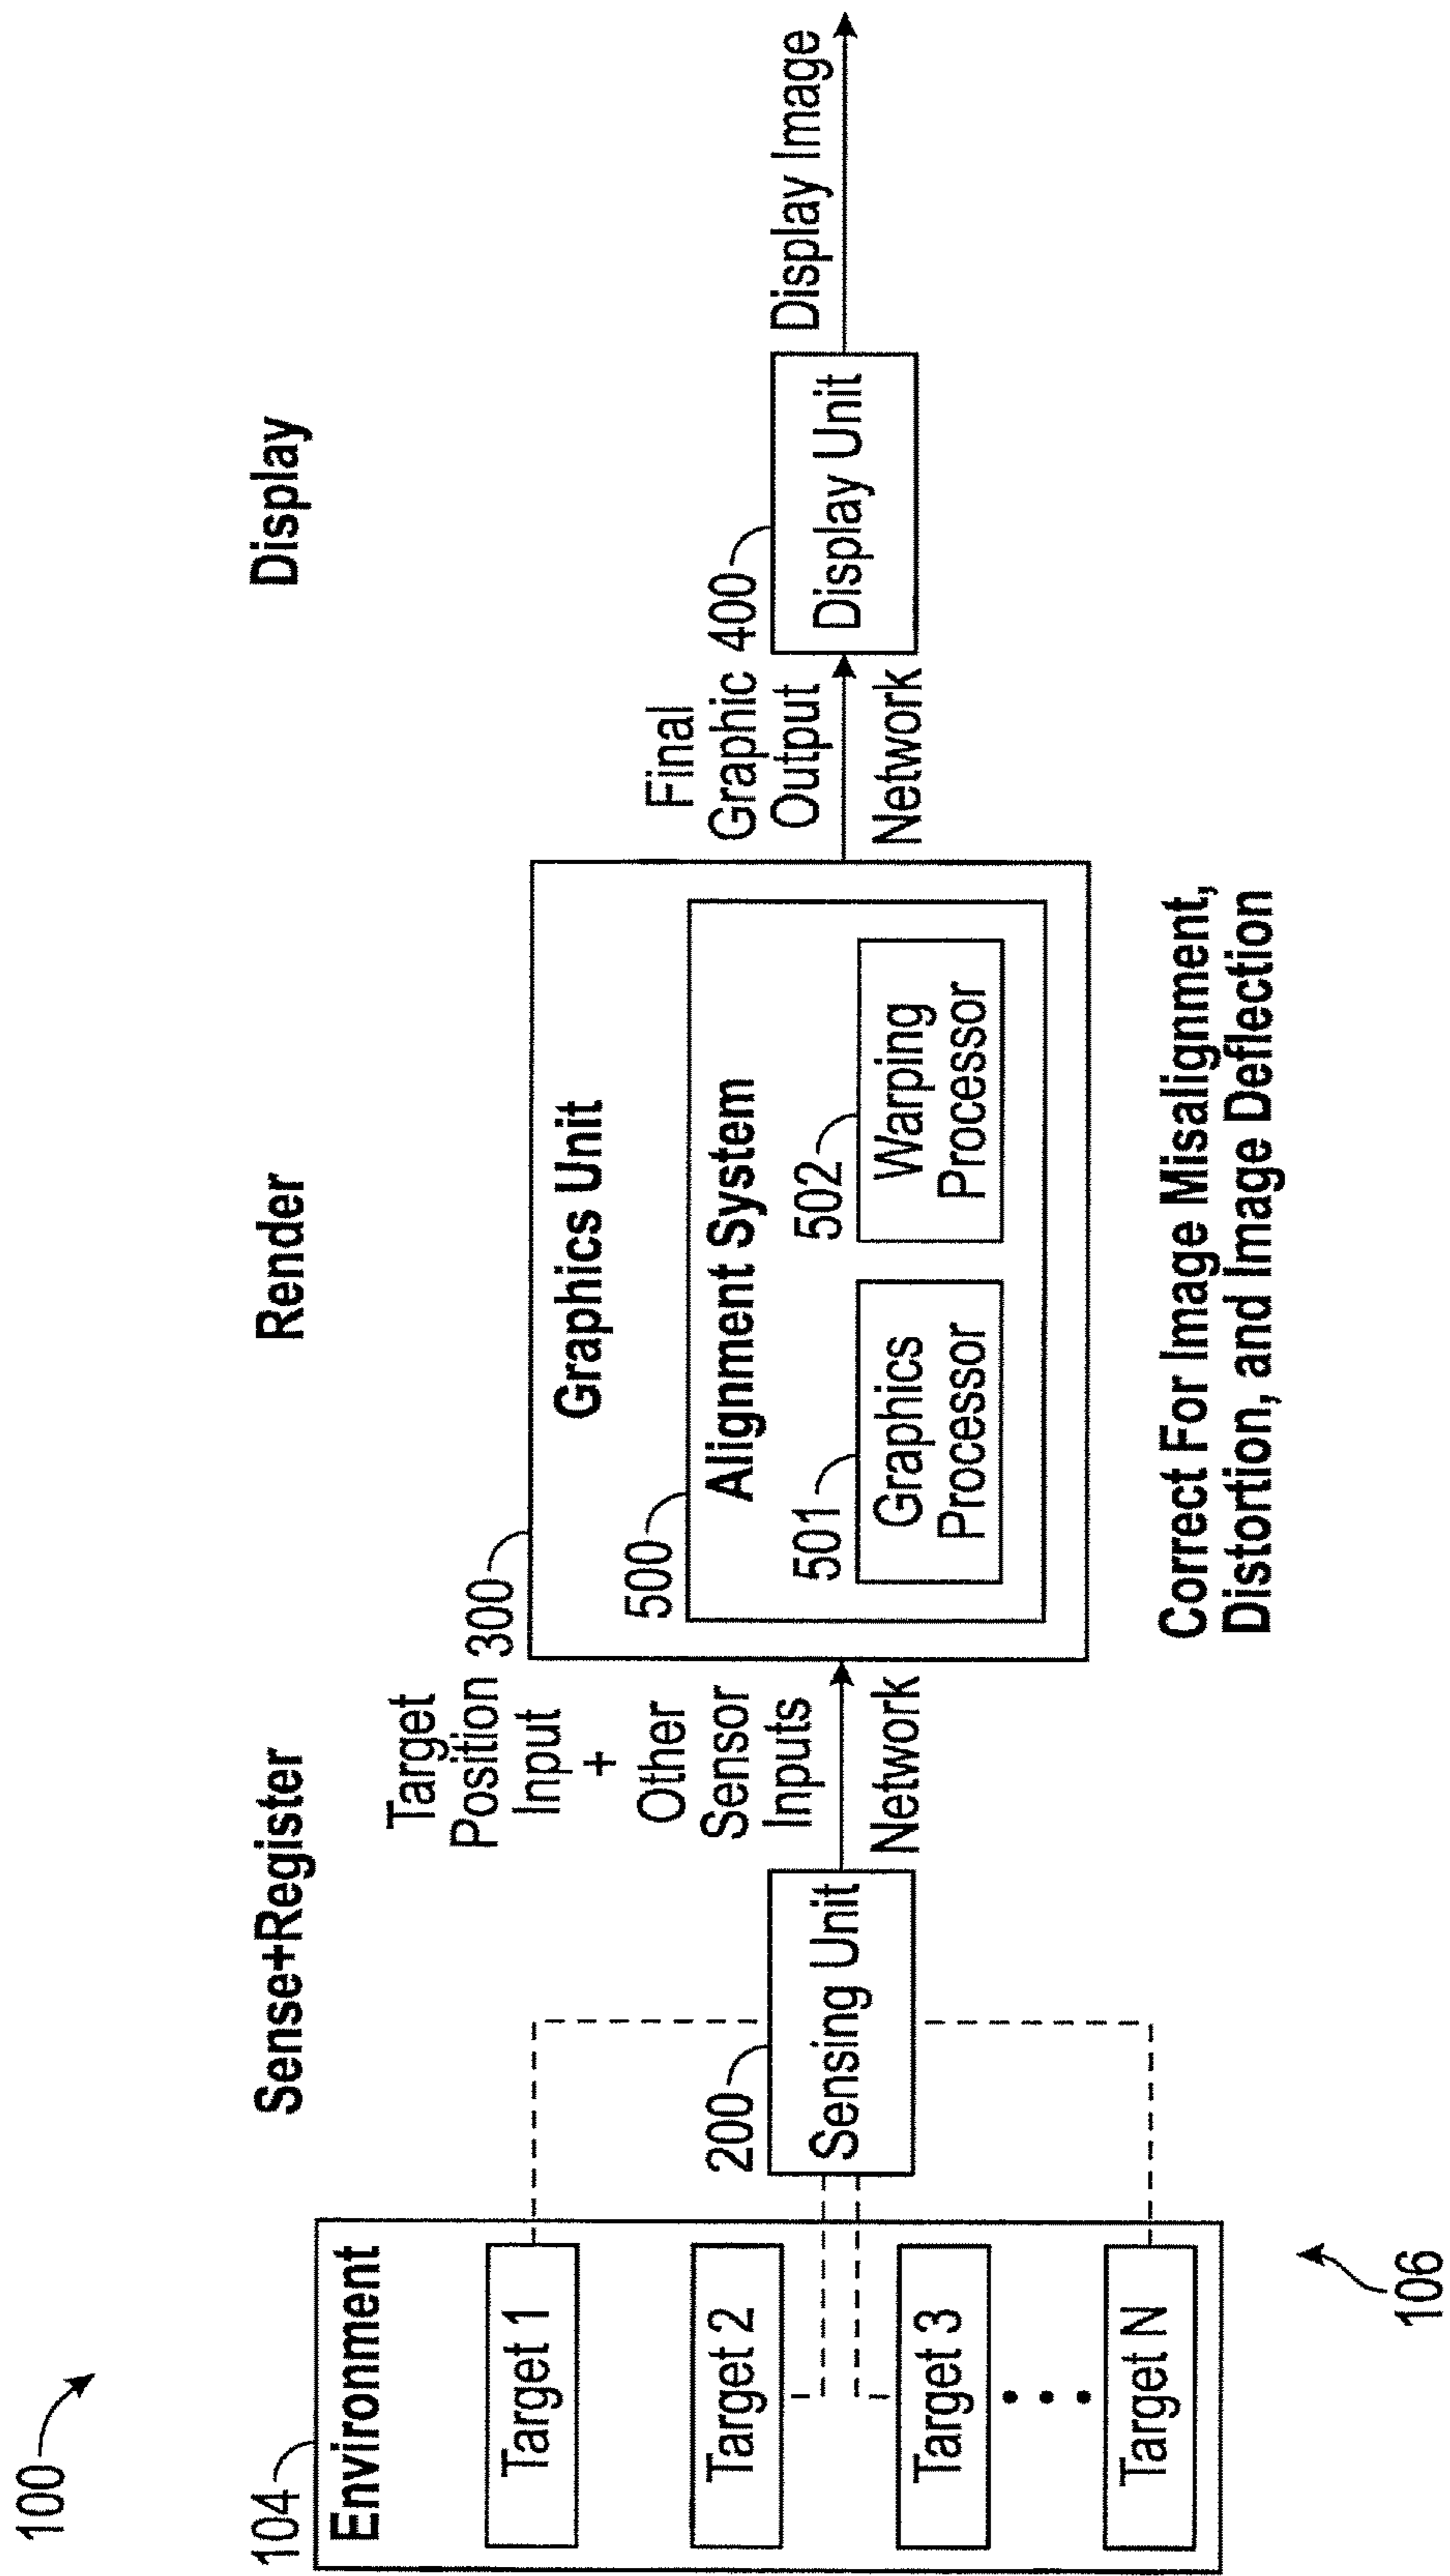 100
Sense+Register
Render
Display
104
Environment
Target 1
Target 2
Target 3
Target N
106
200
Sensing Unit
Target
Position
Input
+
Other
Sensor
Inputs
Network
300
Graphics Unit
500
Alignment System
501
Graphics
Processor
502
Warping
Processor
Correct For Image Misalignment,
Distortion, and Image Deflection
Final
Graphic
Output
Network
400
Display Unit
Display Image